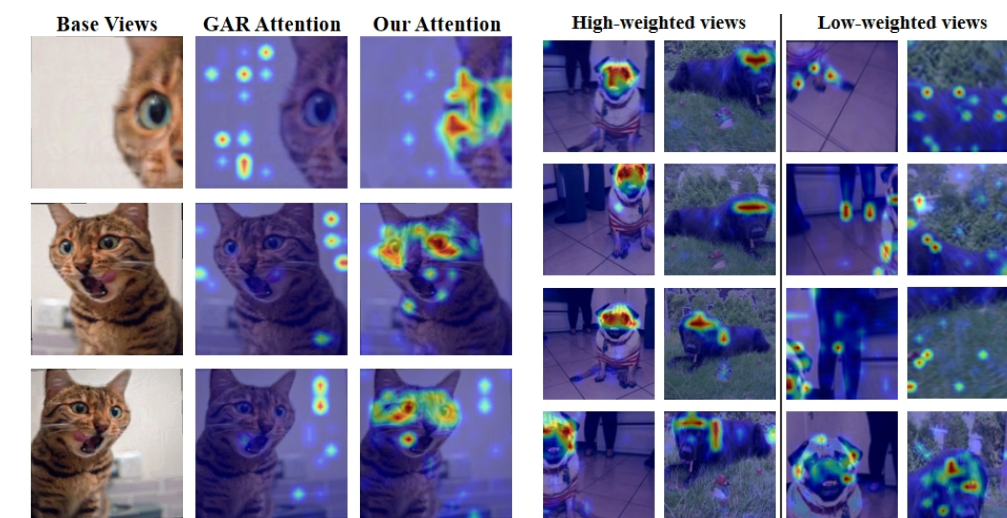 Base Views
GAR Attention
Our Attention
High-weighted views
Low-weighted views